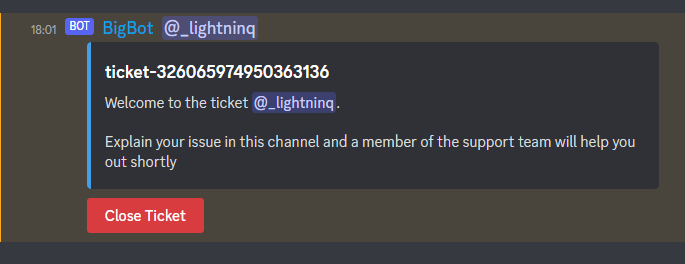 18:01 BOT BigBot @_lightninq
ticket-326065974950363136
Welcome to the ticket @_lightninq.
Explain your issue in this channel and a member of the support team will help you
out shortly
Close Ticket